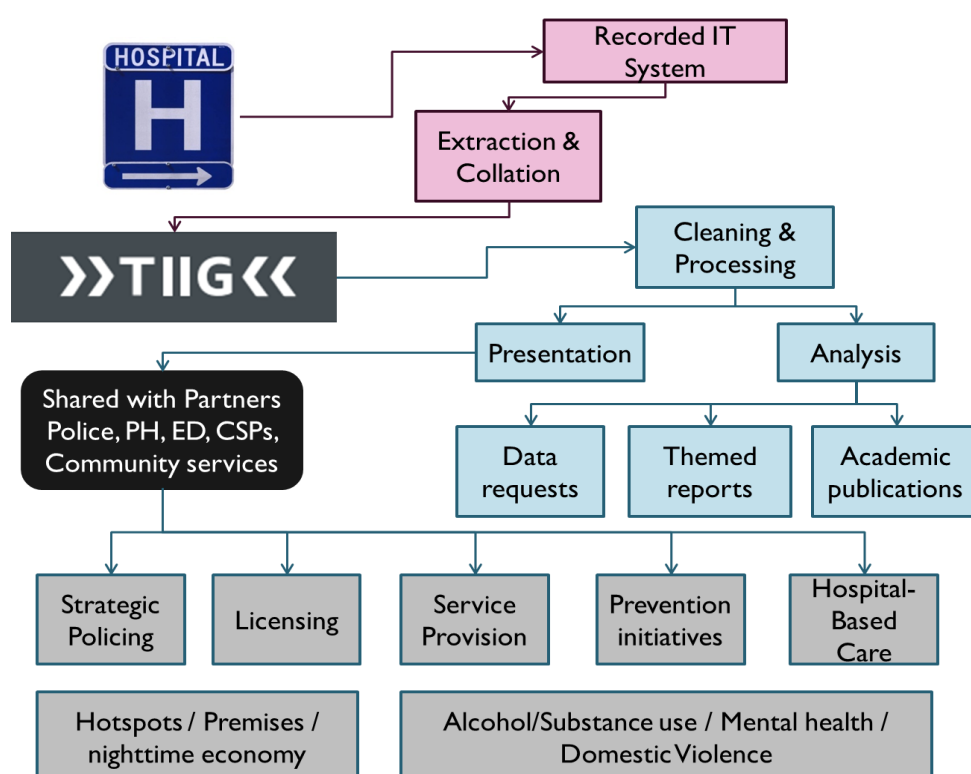 HOSPITAL
H
Recorded IT
System
Extraction &
Collation
TIIG
Cleaning &
Processing
Presentation
Analysis
Shared with Partners
Police, PH, ED, CSPs,
Community services
Data
requests
Themed
reports
Academic
publications
Strategic
Policing
Licensing
Service
Provision
Prevention
initiatives
Hospital-
Based
Care
Hotspots / Premises /
nighttime economy
Alcohol/Substance use / Mental health /
Domestic Violence